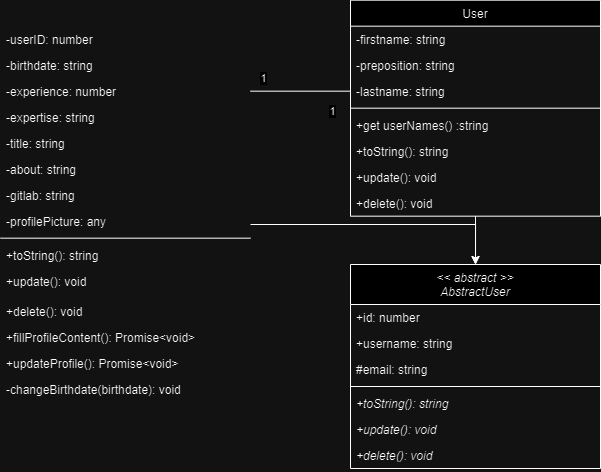 -userID: number
-birthdate: string
-experience: number
-expertise: string
-title: string
-about: string
-gitlab: string
-profilePicture: any
+toString(): string
+update(): void
+delete(): void
+fillProfileContent(): Promise<void>
+updateProfile(): Promise<void>
-changeBirthdate(birthdate): void
1
1
User
-firstname: string
-preposition: string
-lastname: string
+get userNames() :string
+toString(): string
+update(): void
+delete(): void
<< abstract >>
AbstractUser
+id: number
+username: string
#email: string
+toString(): string
+update(): void
+delete(): void